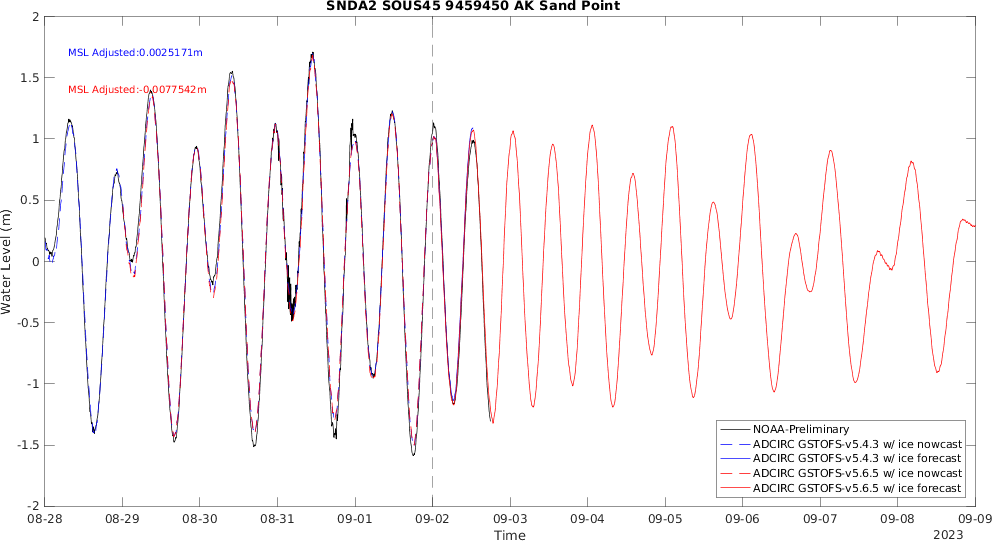 SNDA2 SOUS45 9459450 AK Sand Point
2
1.5
1
0.5
0
-0.5
-1
-1.5
-2
Water Level (m)
MSL Adjusted:0.0025171m
MSL Adjusted:-0.0077542m
NOAA-Preliminary
ADCIRC GSTOFS-v5.4.3 w/ ice nowcast
ADCIRC GSTOFS-v5.4.3 w/ ice forecast
ADCIRC GSTOFS-v5.6.5 w/ ice nowcast
ADCIRC GSTOFS-v5.6.5 w/ ice forecast
08-28 08-29 08-30 08-31 09-01 09-02 09-03 09-04 09-05 09-06 09-07 09-08 09-09
Time 2023